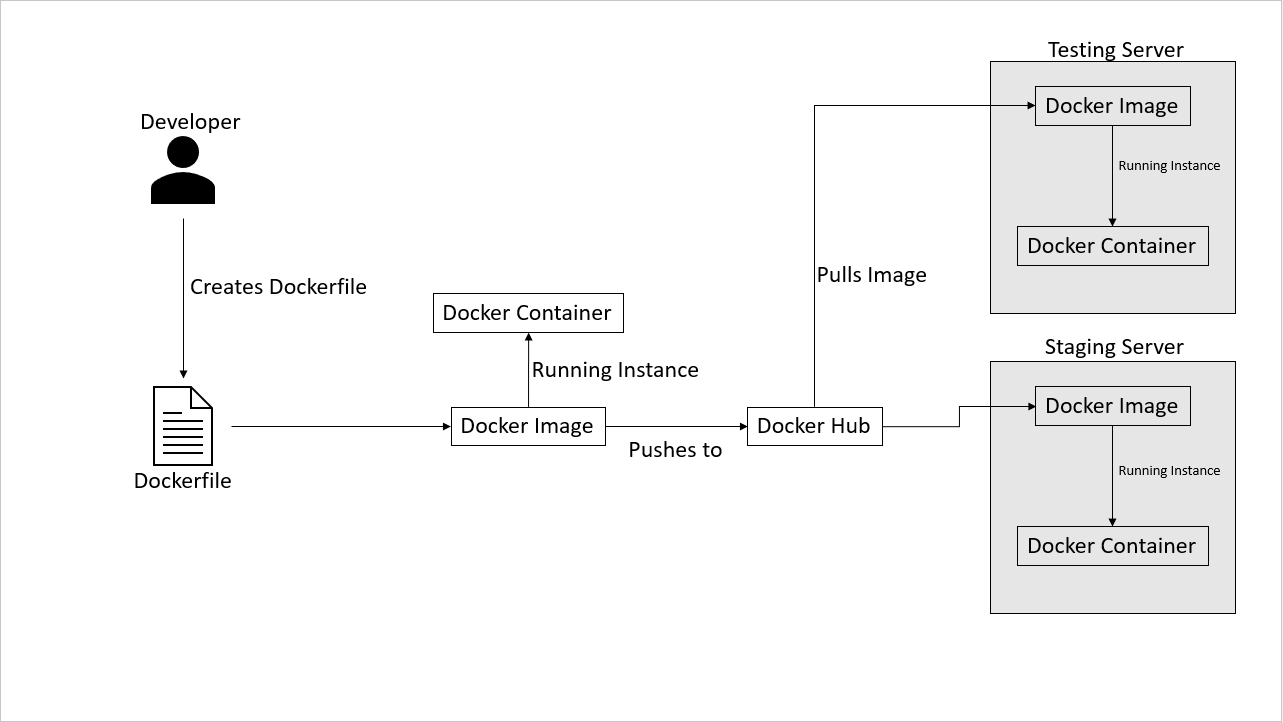 Developer
Creates Dockerfile
Dockerfile
Docker Container
Running Instance
Docker Image
Pushes to
Docker Hub
Pulls Image
Testing Server
Docker Image
Running Instance
Docker Container
Staging Server
Docker Image
Running Instance
Docker Container